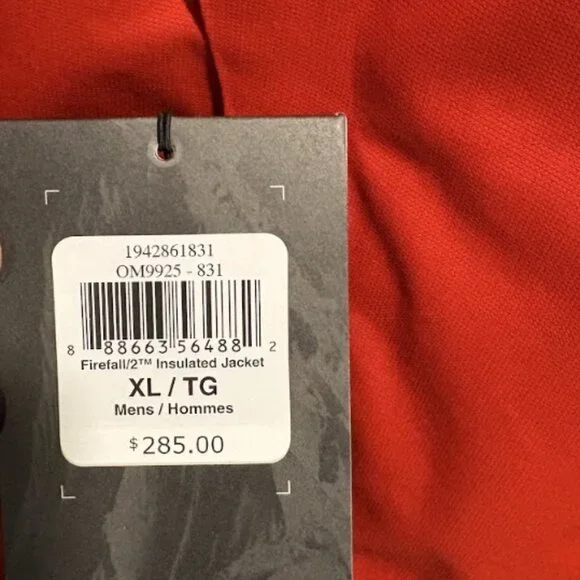 1942861831
OM9925 - 831
8 88663 56488 2
Firefall/2™ Insulated Jacket
XL / TG
Mens / Hommes
$285.00